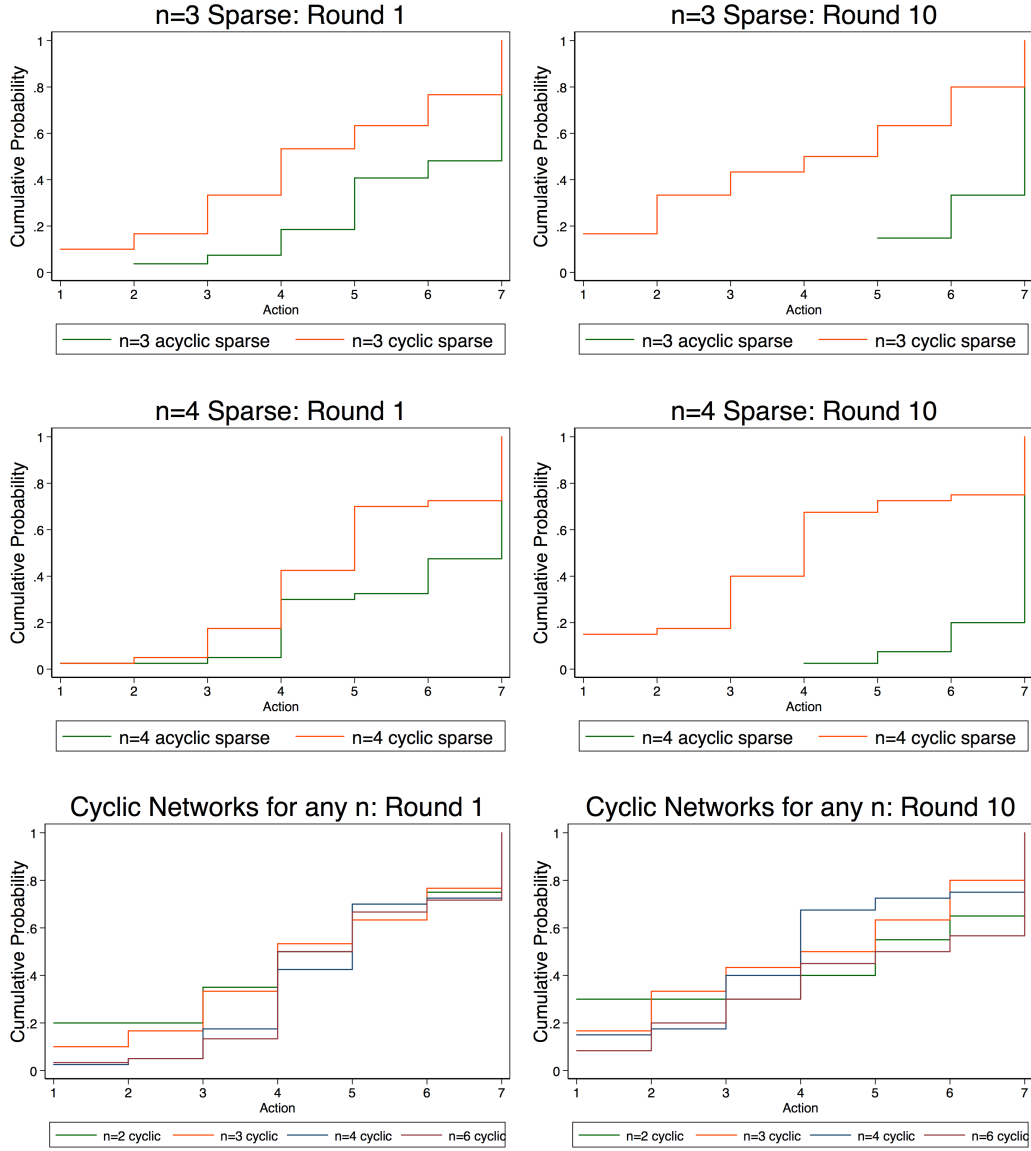 n=3 Sparse: Round 1
Cumulative Probability
1
.8
.6
.4
.2
0
1 2 3 4 5 6 7
Action
n=3 acyclic sparse n=3 cyclic sparse
n=3 Sparse: Round 10
Cumulative Probability
1
.8
.6
.4
.2
0
1 2 3 4 5 6 7
Action
n=3 acyclic sparse n=3 cyclic sparse
n=4 Sparse: Round 1
Cumulative Probability
1
.8
.6
.4
.2
0
1 2 3 4 5 6 7
Action
n=4 acyclic sparse n=4 cyclic sparse
n=4 Sparse: Round 10
Cumulative Probability
1
.8
.6
.4
.2
0
1 2 3 4 5 6 7
Action
n=4 acyclic sparse n=4 cyclic sparse
Cyclic Networks for any n: Round 1
Cumulative Probability
1
.8
.6
.4
.2
0
1 2 3 4 5 6 7
Action
n=2 cyclic n=3 cyclic n=4 cyclic n=6 cyclic
Cyclic Networks for any n: Round 10
Cumulative Probability
1
.8
.6
.4
.2
0
1 2 3 4 5 6 7
Action
n=2 cyclic n=3 cyclic n=4 cyclic n=6 cyclic